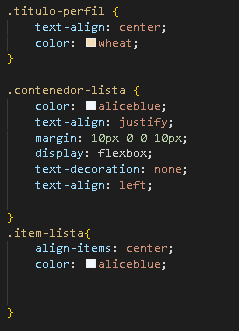 .titulo-perfil {
    text-align: center;
    color: wheat;
}

.contenedor-lista {
    color: aliceblue;
    text-align: justify;
    margin: 10px 0 0 10px;
    display: flexbox;
    text-decoration: none;
    text-align: left;

}
.item-lista{
    align-items: center;
    color: aliceblue;


}